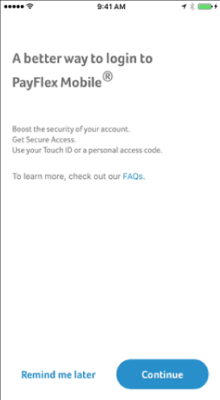 9:41 AM
A better way to login to
PayFlex Mobile®
Boost the security of your account.
Get Secure Access.
Use your Touch ID or a personal access code.
To learn more, check out our FAQs.
Remind me later
Continue